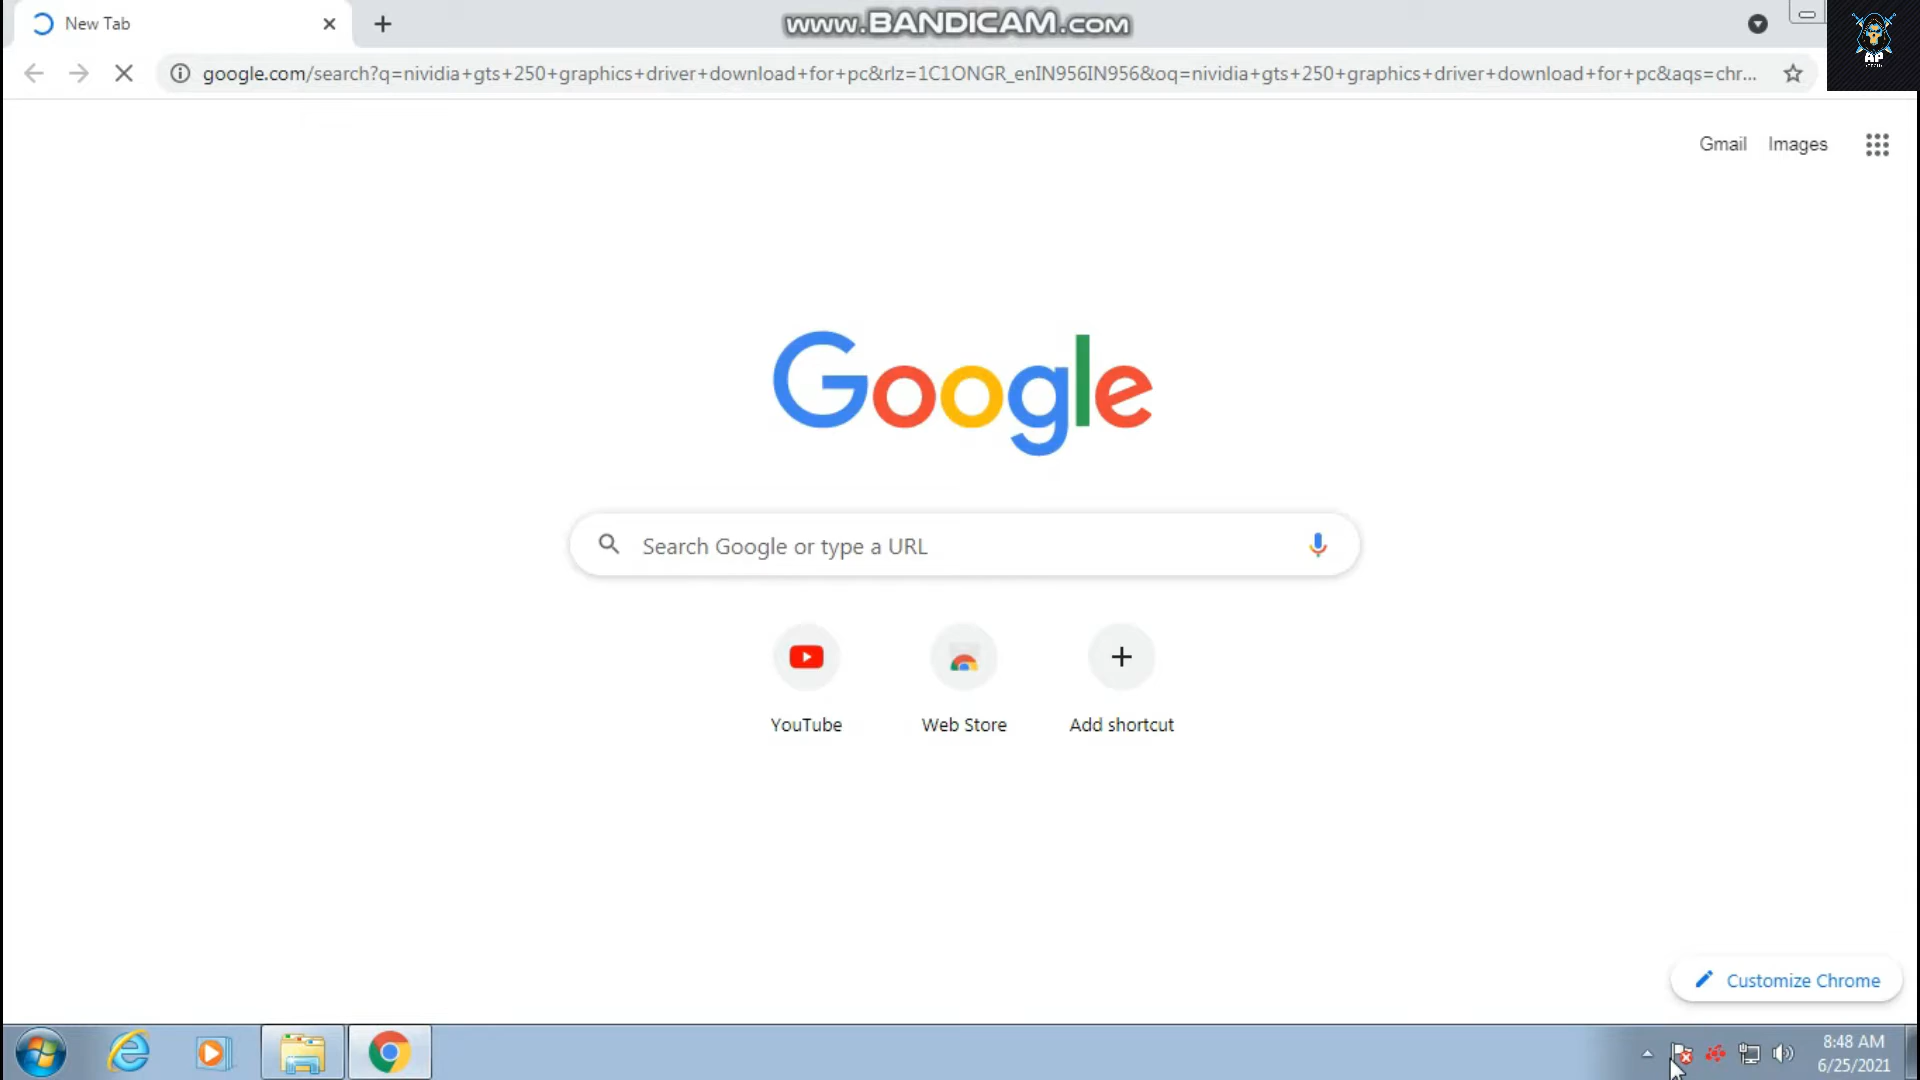 New Tab
www.BANDICAM.com
google.com/search?q=nividia+gts+250+graphics+driver+download+for+pc&rlz=1C1ONGR_enIN956IN956&oq=nividia+gts+250+graphics+driver+download+for+pc&aqs=chr...
AP
Gmail
Images
Google
Search Google or type a URL
YouTube
Web Store
Add shortcut
Customize Chrome
8:48 AM
6/25/2021